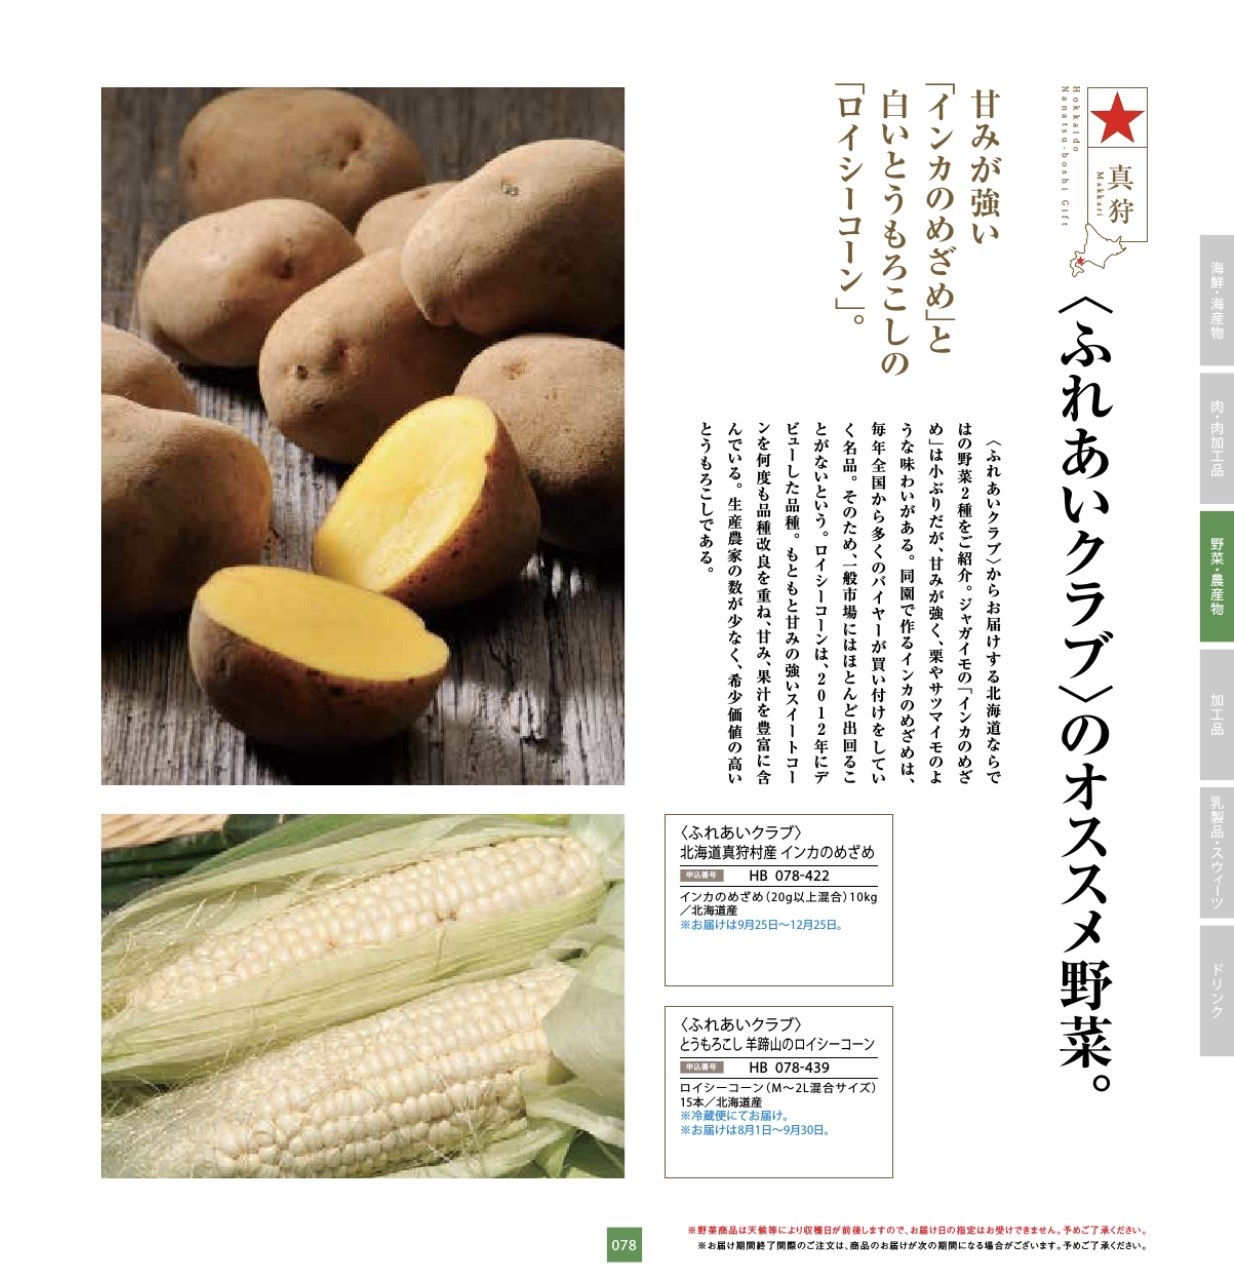 真狩
Makkari
Hokkaido
Nanatsu-boshi Gift
〈ふれあいクラブ〉のオススメ野菜。
甘みが強い
「インカのめざめ」と
白いとうもろこしの
「ロイシーコーン」。
〈ふれあいクラブ〉からお届けする北海道ならで
はの野菜2種をご紹介。ジャガイモの「インカのめざ
め」は小ぶりだが、甘みが強く、栗やサツマイモのよ
うな味わいがある。同園で作るインカのめざめは、
毎年全国から多くのバイヤーが買い付けをしてい
く名品。そのため、一般市場にはほとんど出回るこ
とがないという。ロイシーコーンは、2012年にデ
ビューした品種。もともと甘みの強いスイートコー
ンを何度も品種改良を重ね、甘み、果汁を豊富に含
んでいる。生産農家の数が少なく、希少価値の高い
とうもろこしである。
〈ふれあいクラブ〉
北海道真狩村産 インカのめざめ
申込番号 HB 078-422
インカのめざめ（20g以上混合）10kg
／北海道産
※お届けは9月25日〜12月25日。
〈ふれあいクラブ〉
とうもろこし 羊蹄山のロイシーコーン
申込番号 HB 078-439
ロイシーコーン（M〜2L混合サイズ）
15本／北海道産
※冷蔵便にてお届け。
※お届けは8月1日〜9月30日。
海鮮・海産物
肉・肉加工品
野菜・農産物
加工品
乳製品・スウィーツ
ドリンク
078
※野菜商品は天候等により収穫日が前後しますので、お届け日の指定はお受けできません。予めご了承ください。
※お届け期間終了間際のご注文は、商品のお届けが次の期間になる場合がございます。予めご了承ください。